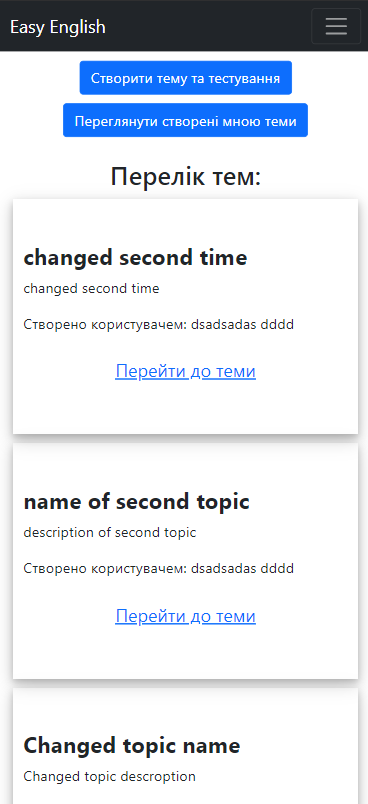 Easy English
Створити тему та тестування
Переглянути створені мною теми
Перелік тем:
changed second time
changed second time
Створено користувачем: dsadsadas dddd
Перейти до теми
name of second topic
description of second topic
Створено користувачем: dsadsadas dddd
Перейти до теми
Changed topic name
Changed topic descroption